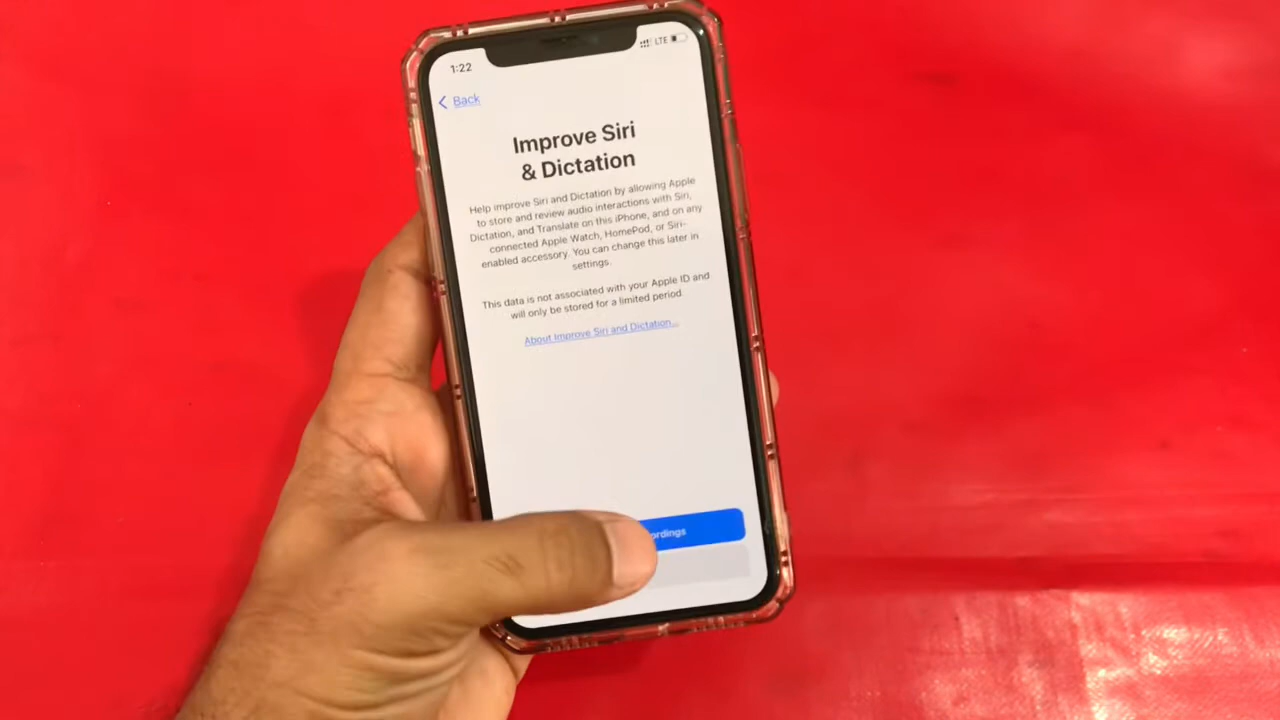 1:22
LTE
Back
Improve Siri
& Dictation
Help improve Siri and Dictation by allowing Apple
to store and review audio interactions with Siri,
Dictation, and Translate on this iPhone, and on any
connected Apple Watch, HomePod, or Siri-
enabled accessory. You can change this later in
settings.
This data is not associated with your Apple ID and
will only be stored for a limited period.
About Improve Siri and Dictation...
ordings